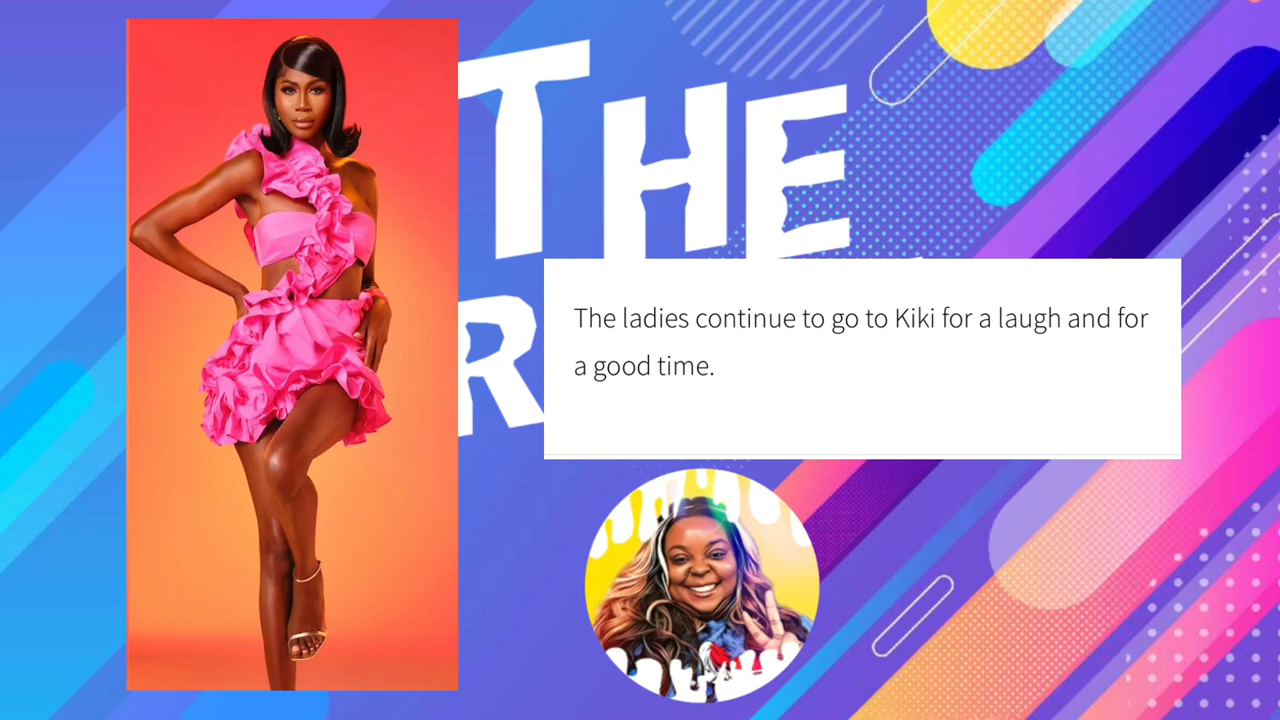 THE
R
The ladies continue to go to Kiki for a laugh and for
a good time.